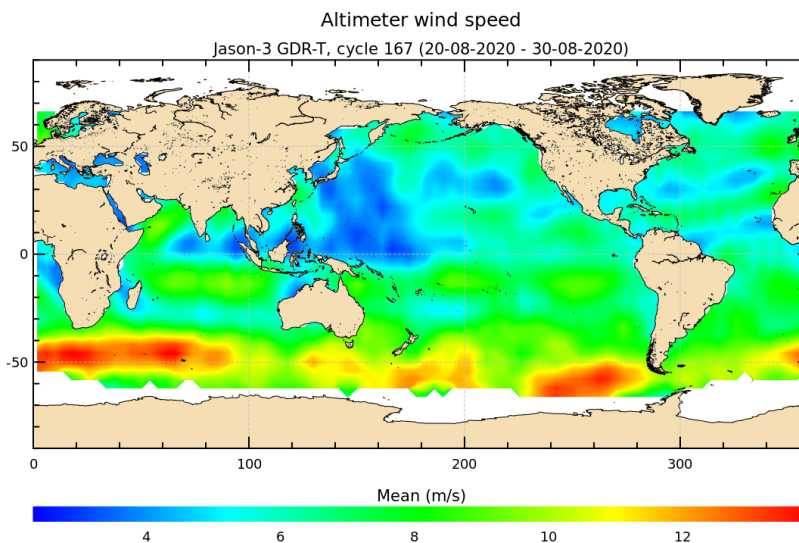 Altimeter wind speed
Jason-3 GDR-T, cycle 167 (20-08-2020 - 30-08-2020)
50
0
-50
0 100 200 300
Mean (m/s)
4 6 8 10 12